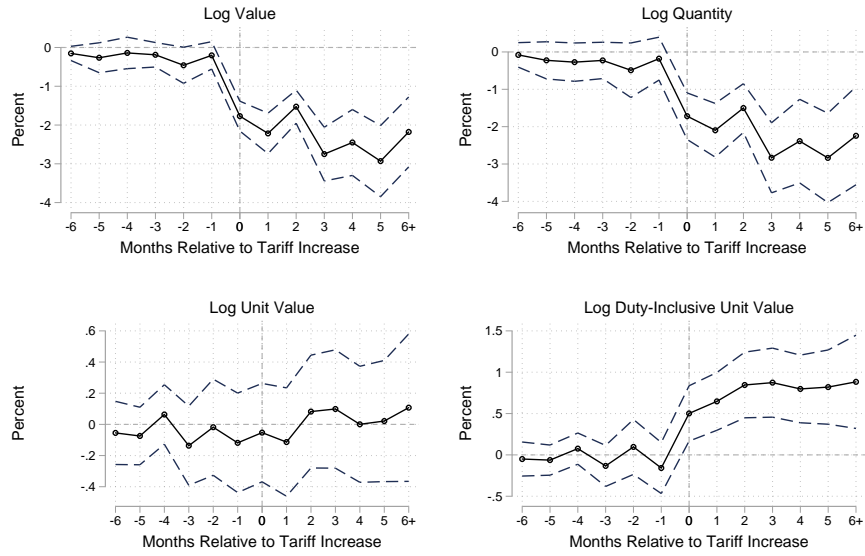 Log Value
Percent
0
-1
-2
-3
-4
-6 -5 -4 -3 -2 -1 0 1 2 3 4 5 6+
Months Relative to Tariff Increase
Log Quantity
Percent
0
-1
-2
-3
-4
-6 -5 -4 -3 -2 -1 0 1 2 3 4 5 6+
Months Relative to Tariff Increase
Log Unit Value
Percent
.6
.4
.2
0
-.2
-.4
-6 -5 -4 -3 -2 -1 0 1 2 3 4 5 6+
Months Relative to Tariff Increase
Log Duty-Inclusive Unit Value
Percent
1.5
1
.5
0
-.5
-6 -5 -4 -3 -2 -1 0 1 2 3 4 5 6+
Months Relative to Tariff Increase